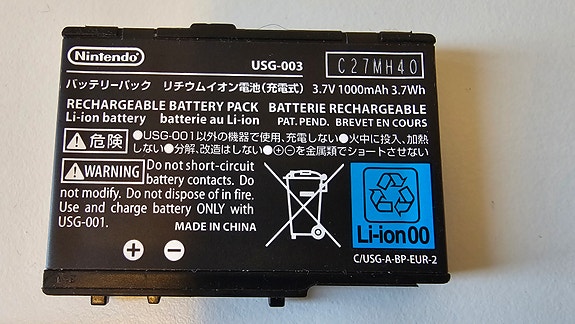 Nintendo
USG-003
C27MH40
バッテリーパック リチウムイオン電池(充電式) 3.7V 1000mAh 3.7Wh
RECHARGEABLE BATTERY PACK BATTERIE RECHARGEABLE
Li-ion battery batterie au Li-ion PAT. PEND. BREVET EN COURS
危険 ●USG-001以外の機器で使用、充電しない●火中に投入、加熱
しない●分解、改造はしない●⊕⊖を金属類でショートさせない
WARNING Do not short-circuit
battery contacts. Do
not modify. Do not dispose of in fire.
Use and charge battery ONLY with
USG-001.
MADE IN CHINA
Li-ion00
C/USG-A-BP-EUR-2